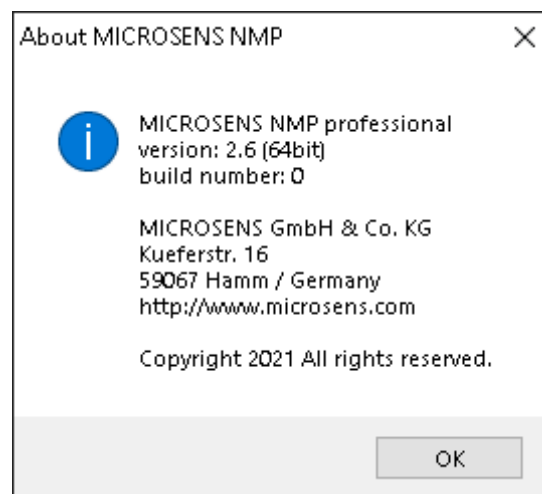 About MICROSENS NMP
MICROSENS NMP professional
version: 2.6 (64bit)
build number: 0
MICROSENS GmbH & Co. KG
Kueferstr. 16
59067 Hamm / Germany
http://www.microsens.com
Copyright 2021 All rights reserved.
OK